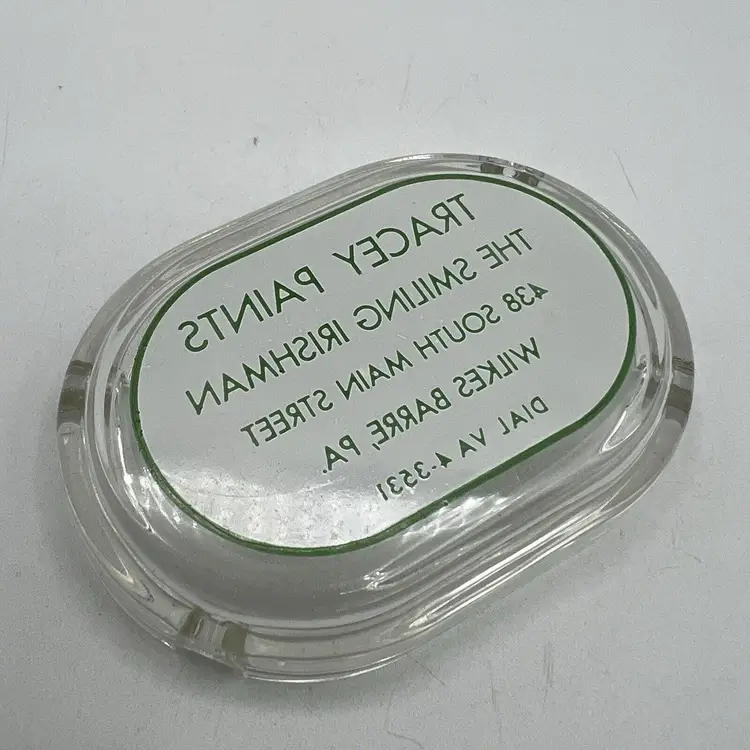 TRACEY PAINTS
THE SMILING IRISHMAN
438 SOUTH MAIN STREET
WILKES BARRE, PA.
DIAL VA 4-3531